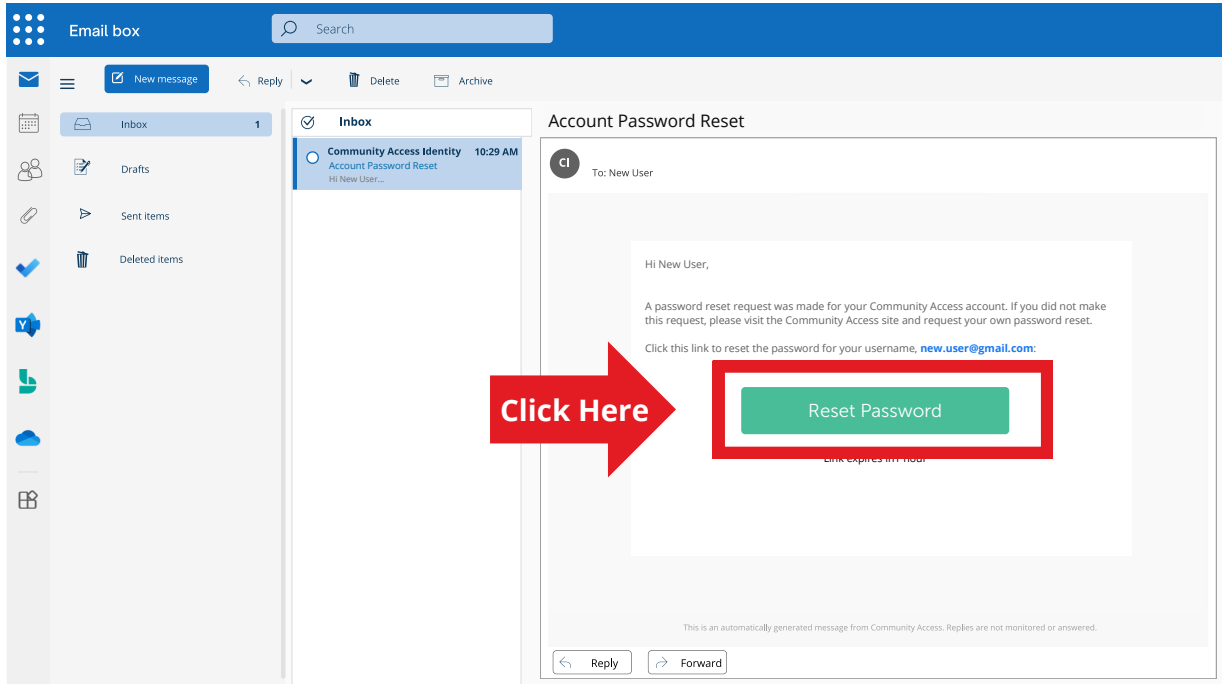 Email box
Search
New message
Reply
Delete
Archive
Inbox 1
Drafts
Sent items
Deleted items
Inbox
Community Access Identity 10:29 AM
Account Password Reset
Hi New User...
Account Password Reset
CI
To: New User
Hi New User,
A password reset request was made for your Community Access account. If you did not make
this request, please visit the Community Access site and request your own password reset.
Click this link to reset the password for your username, new.user@gmail.com:
Click Here
Reset Password
Link expires in 1 hour
This is an automatically generated message from Community Access. Replies are not monitored or answered.
Reply
Forward